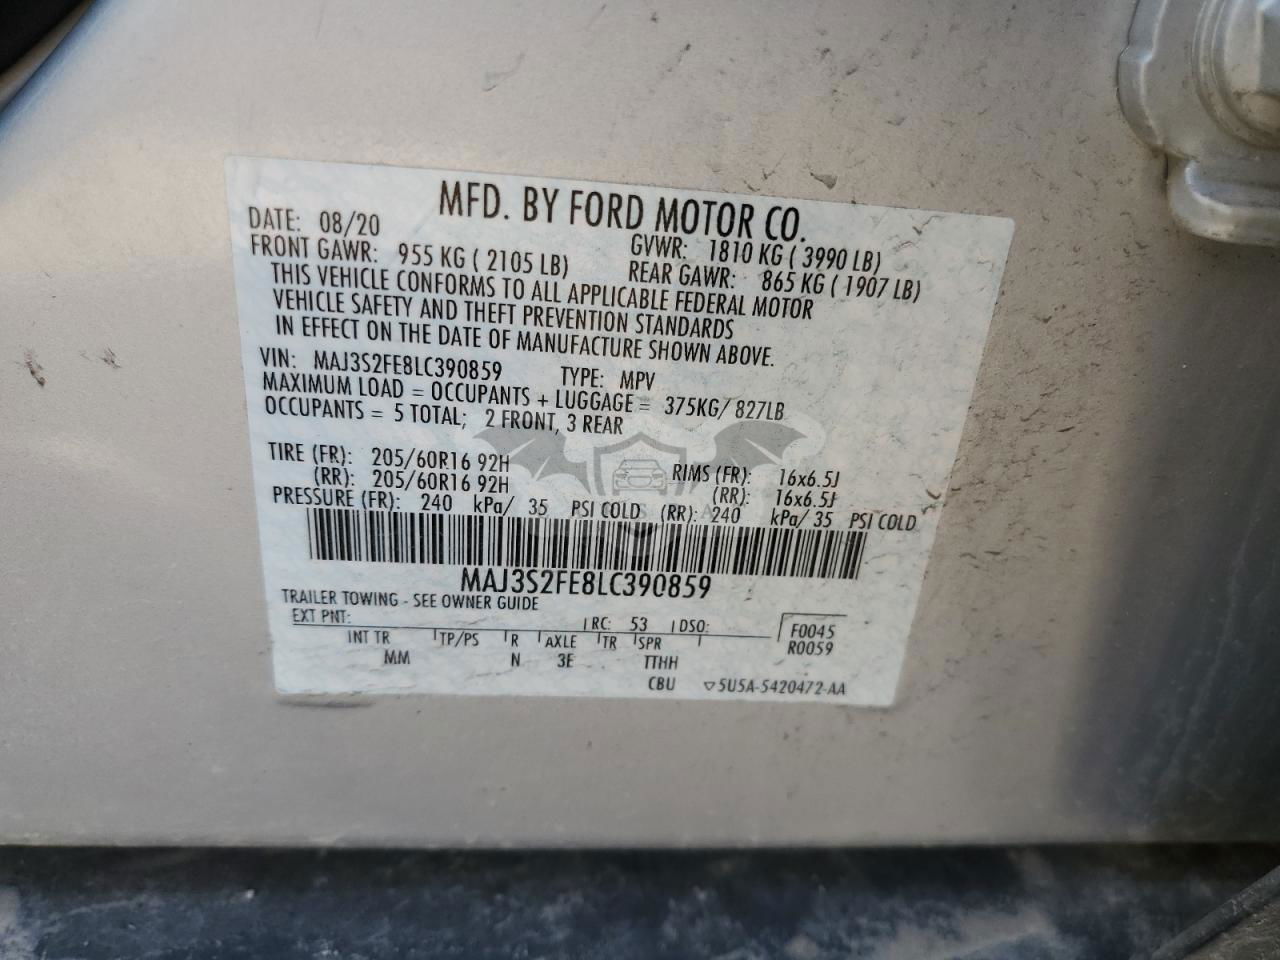 MFD. BY FORD MOTOR CO.
DATE: 08/20 GVWR: 1810 KG ( 3990 LB)
FRONT GAWR: 955 KG ( 2105 LB) REAR GAWR: 865 KG ( 1907 LB)
THIS VEHICLE CONFORMS TO ALL APPLICABLE FEDERAL MOTOR
VEHICLE SAFETY AND THEFT PREVENTION STANDARDS
IN EFFECT ON THE DATE OF MANUFACTURE SHOWN ABOVE.
VIN: MAJ3S2FE8LC390859 TYPE: MPV
MAXIMUM LOAD = OCCUPANTS + LUGGAGE = 375KG/ 827LB
OCCUPANTS = 5 TOTAL; 2 FRONT, 3 REAR
TIRE (FR): 205/60R16 92H RIMS (FR): 16x6.5J
(RR): 205/60R16 92H (RR): 16x6.5J
PRESSURE (FR): 240 kPa/ 35 PSI COLD (RR): 240 kPa/ 35 PSI COLD
MAJ3S2FE8LC390859
TRAILER TOWING - SEE OWNER GUIDE
EXT PNT: RC: 53 DSO: F0045
INT TR TP/PS R AXLE TR SPR R0059
MM N 3E TTHH
CBU ▽5U5A-5420472-AA